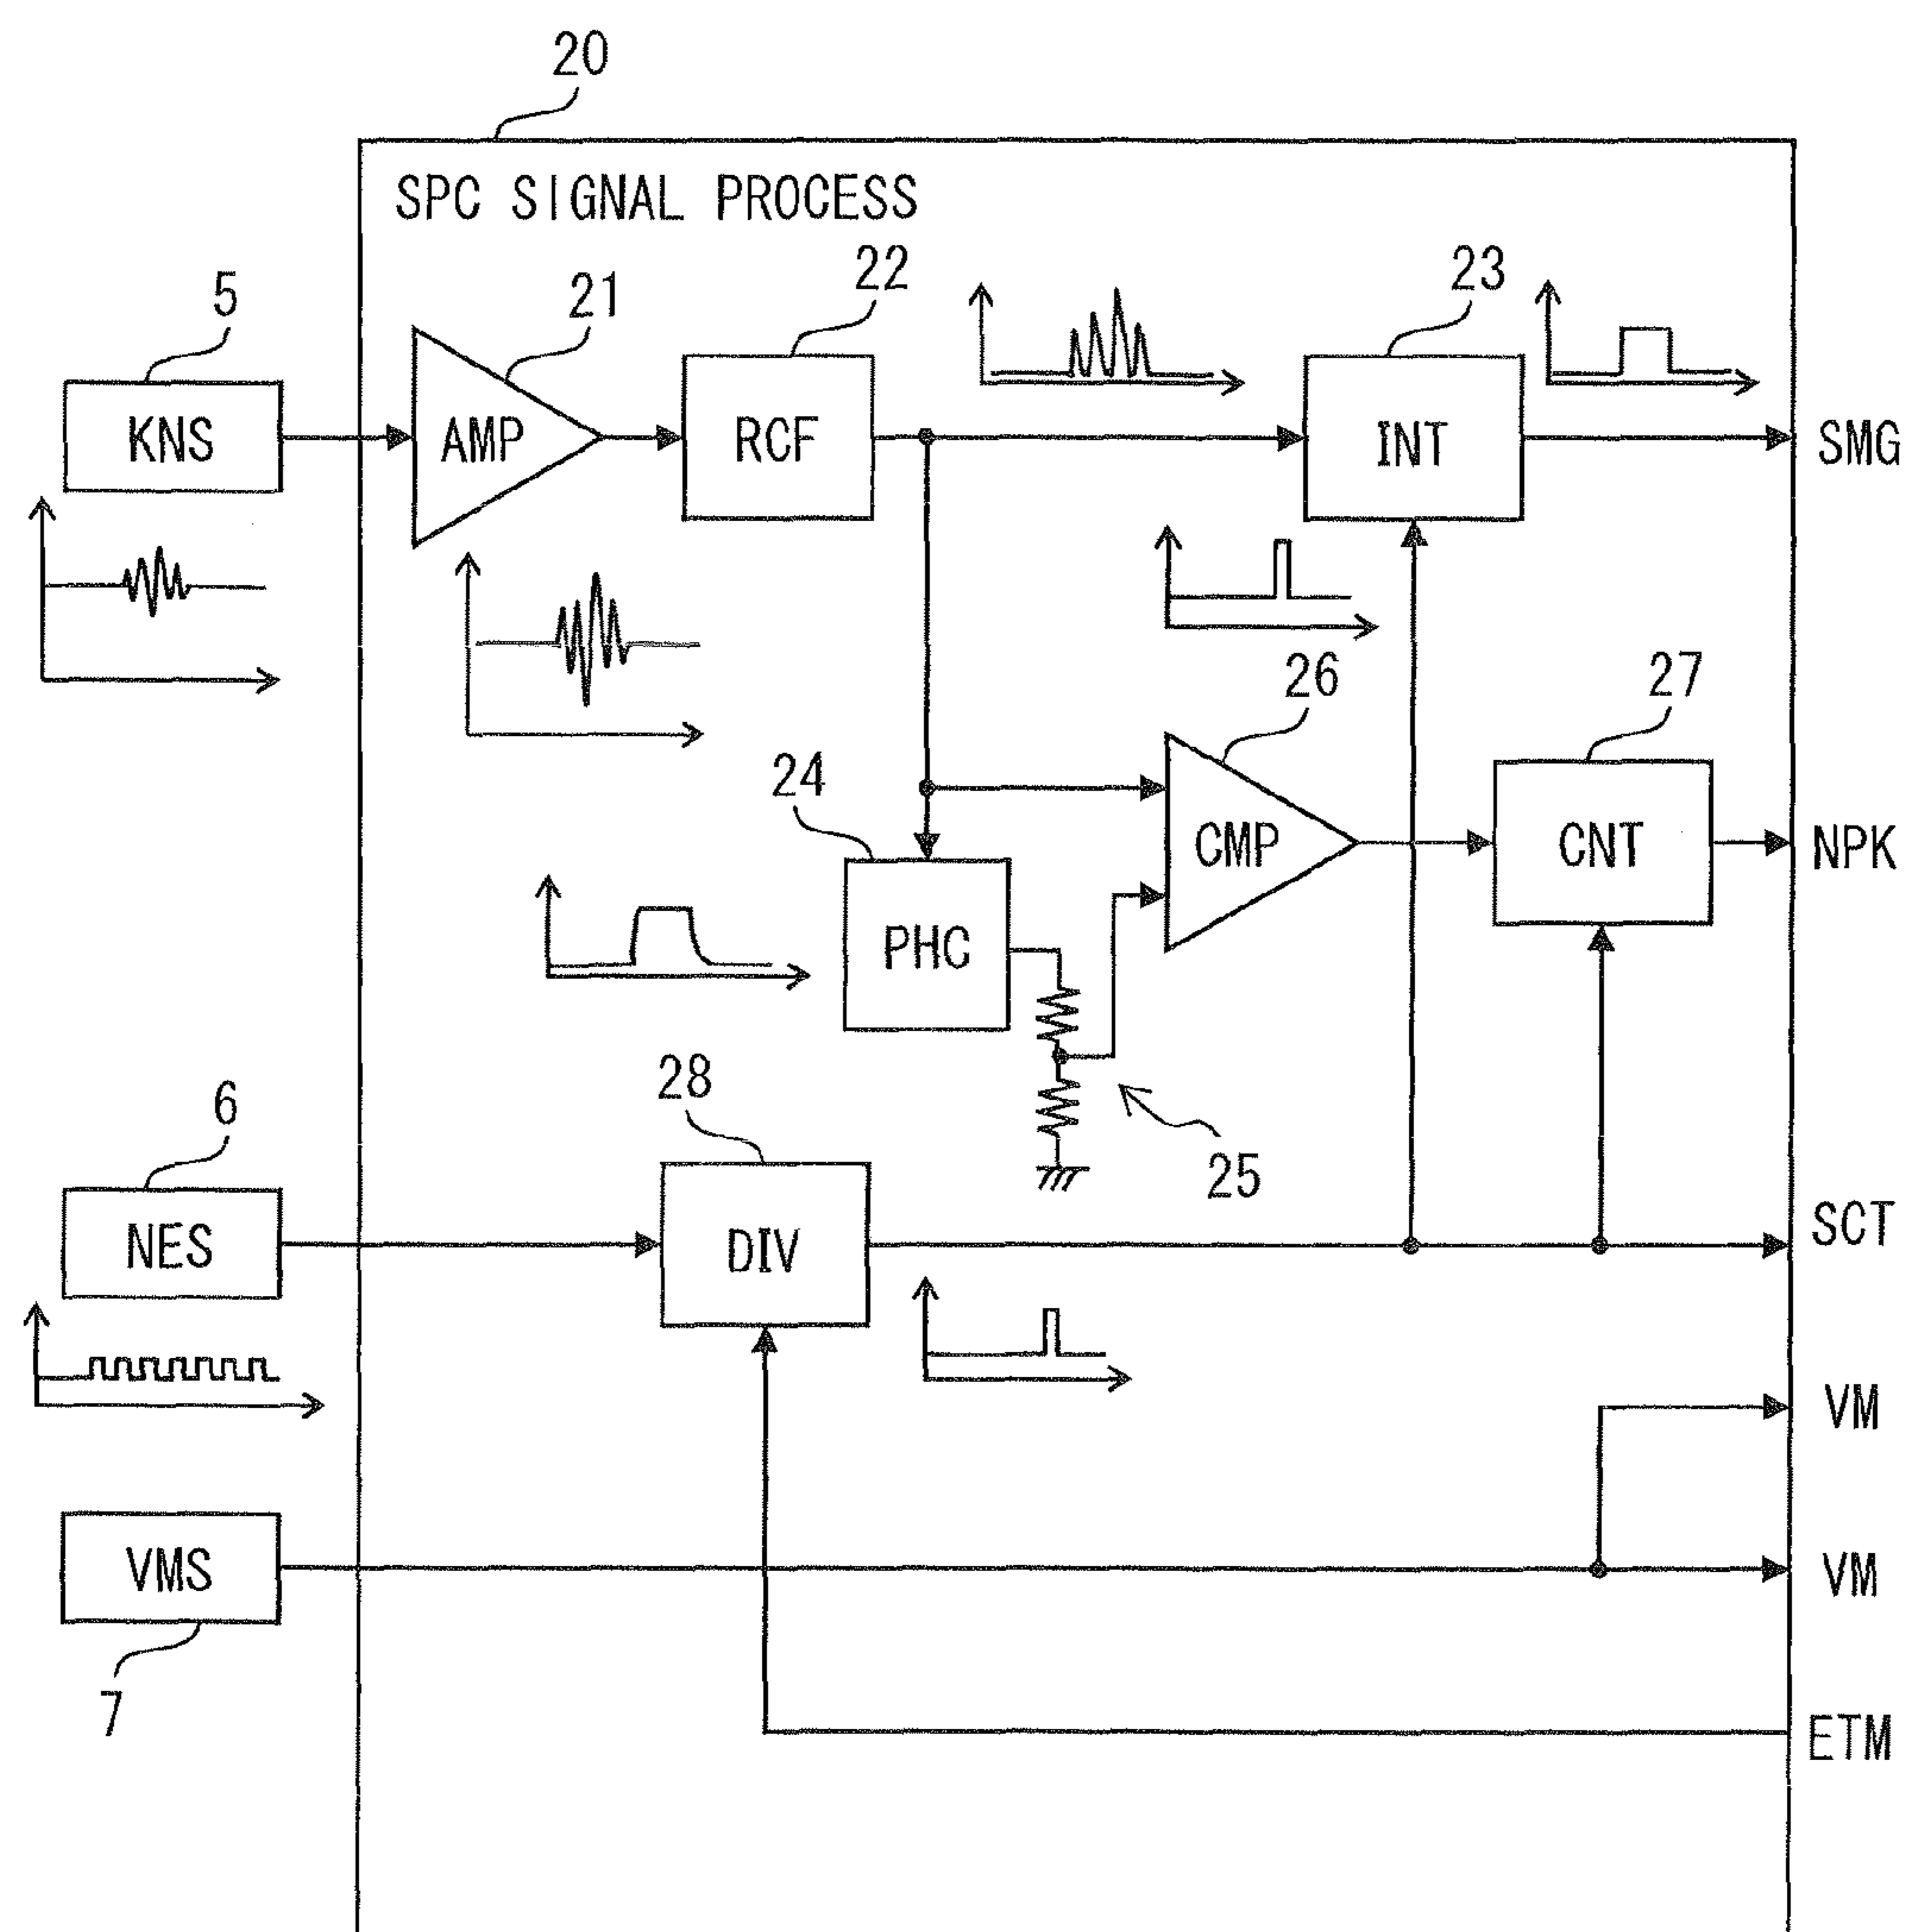 20
SPC SIGNAL PROCESS
5
21
22
23
KNS
AMP
RCF
INT
SMG
26
27
24
CMP
CNT
NPK
PHC
6
28
25
NES
DIV
SCT
VM
VMS
VM
7
ETM